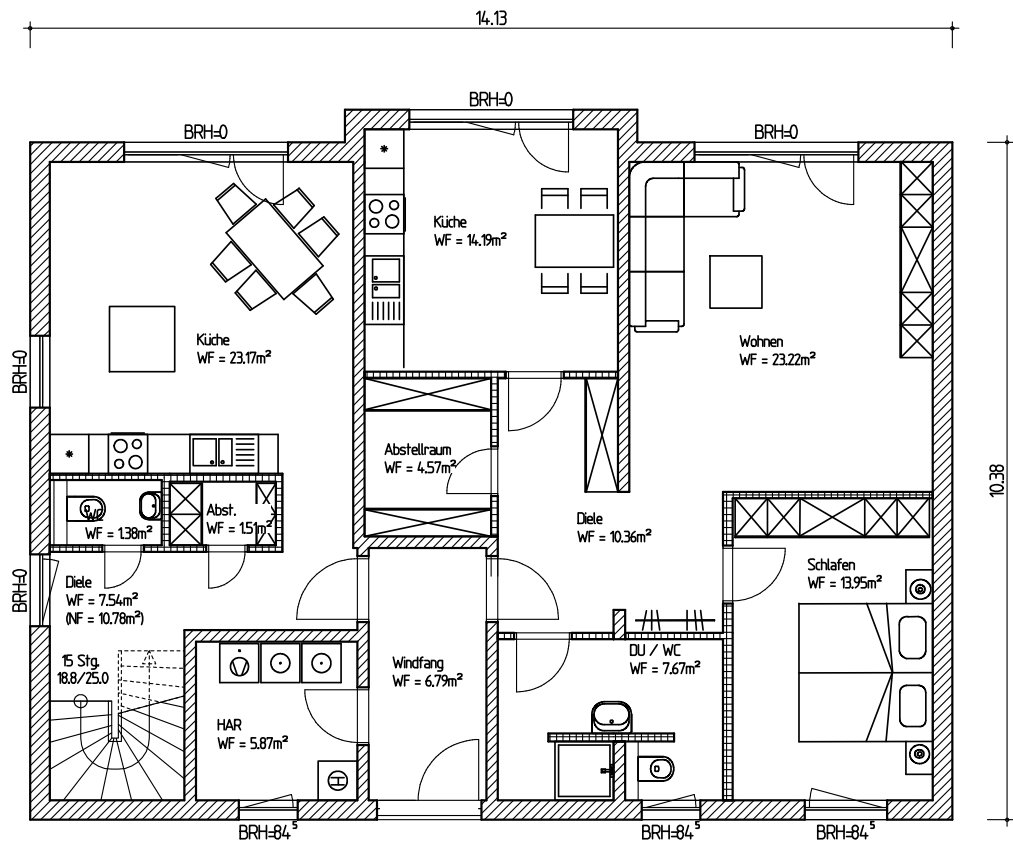 14.13
BRH=0
BRH=0
BRH=0
Küche
WF = 14.19m²
Küche
WF = 23.17m²
Wohnen
WF = 23.22m²
BRH=0
10.38
Abstellraum
WF = 4.57m²
WC
WF = 1.38m²
Abst.
WF = 1.51m²
Diele
WF = 10.36m²
BRH=0
Diele
WF = 7.54m²
(NF = 10.78m²)
Schlafen
WF = 13.95m²
15 Stg.
18.8/25.0
Windfang
WF = 6.79m²
DU / WC
WF = 7.67m²
HAR
WF = 5.87m²
BRH=84⁵
BRH=84⁵
BRH=84⁵